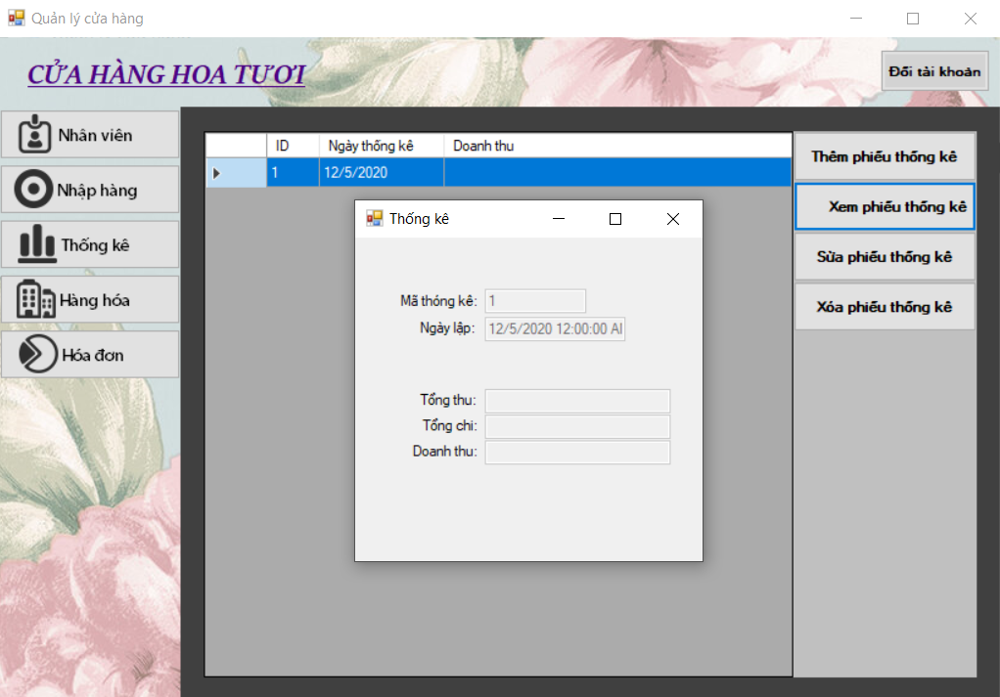 Quản lý cửa hàng
CỬA HÀNG HOA TƯƠI
Đổi tài khoản
Nhân viên
Nhập hàng
Thống kê
Hàng hóa
Hóa đơn
ID Ngày thống kê Doanh thu
1 12/5/2020
Thêm phiếu thống kê
Xem phiếu thống kê
Sửa phiếu thống kê
Xóa phiếu thống kê
Thống kê
Mã thóng kê: 1
Ngày lập: 12/5/2020 12:00:00 AI
Tổng thu:
Tổng chi:
Doanh thu: